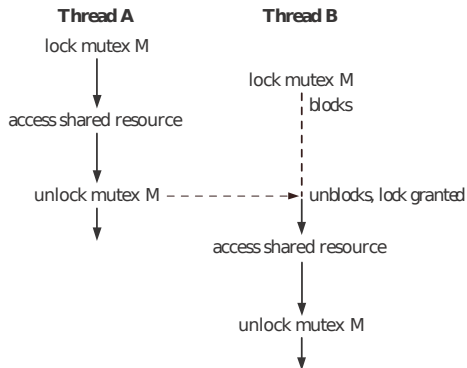 Thread A
Thread B
lock mutex M
lock mutex M
blocks
access shared resource
unlock mutex M
unblocks, lock granted
access shared resource
unlock mutex M